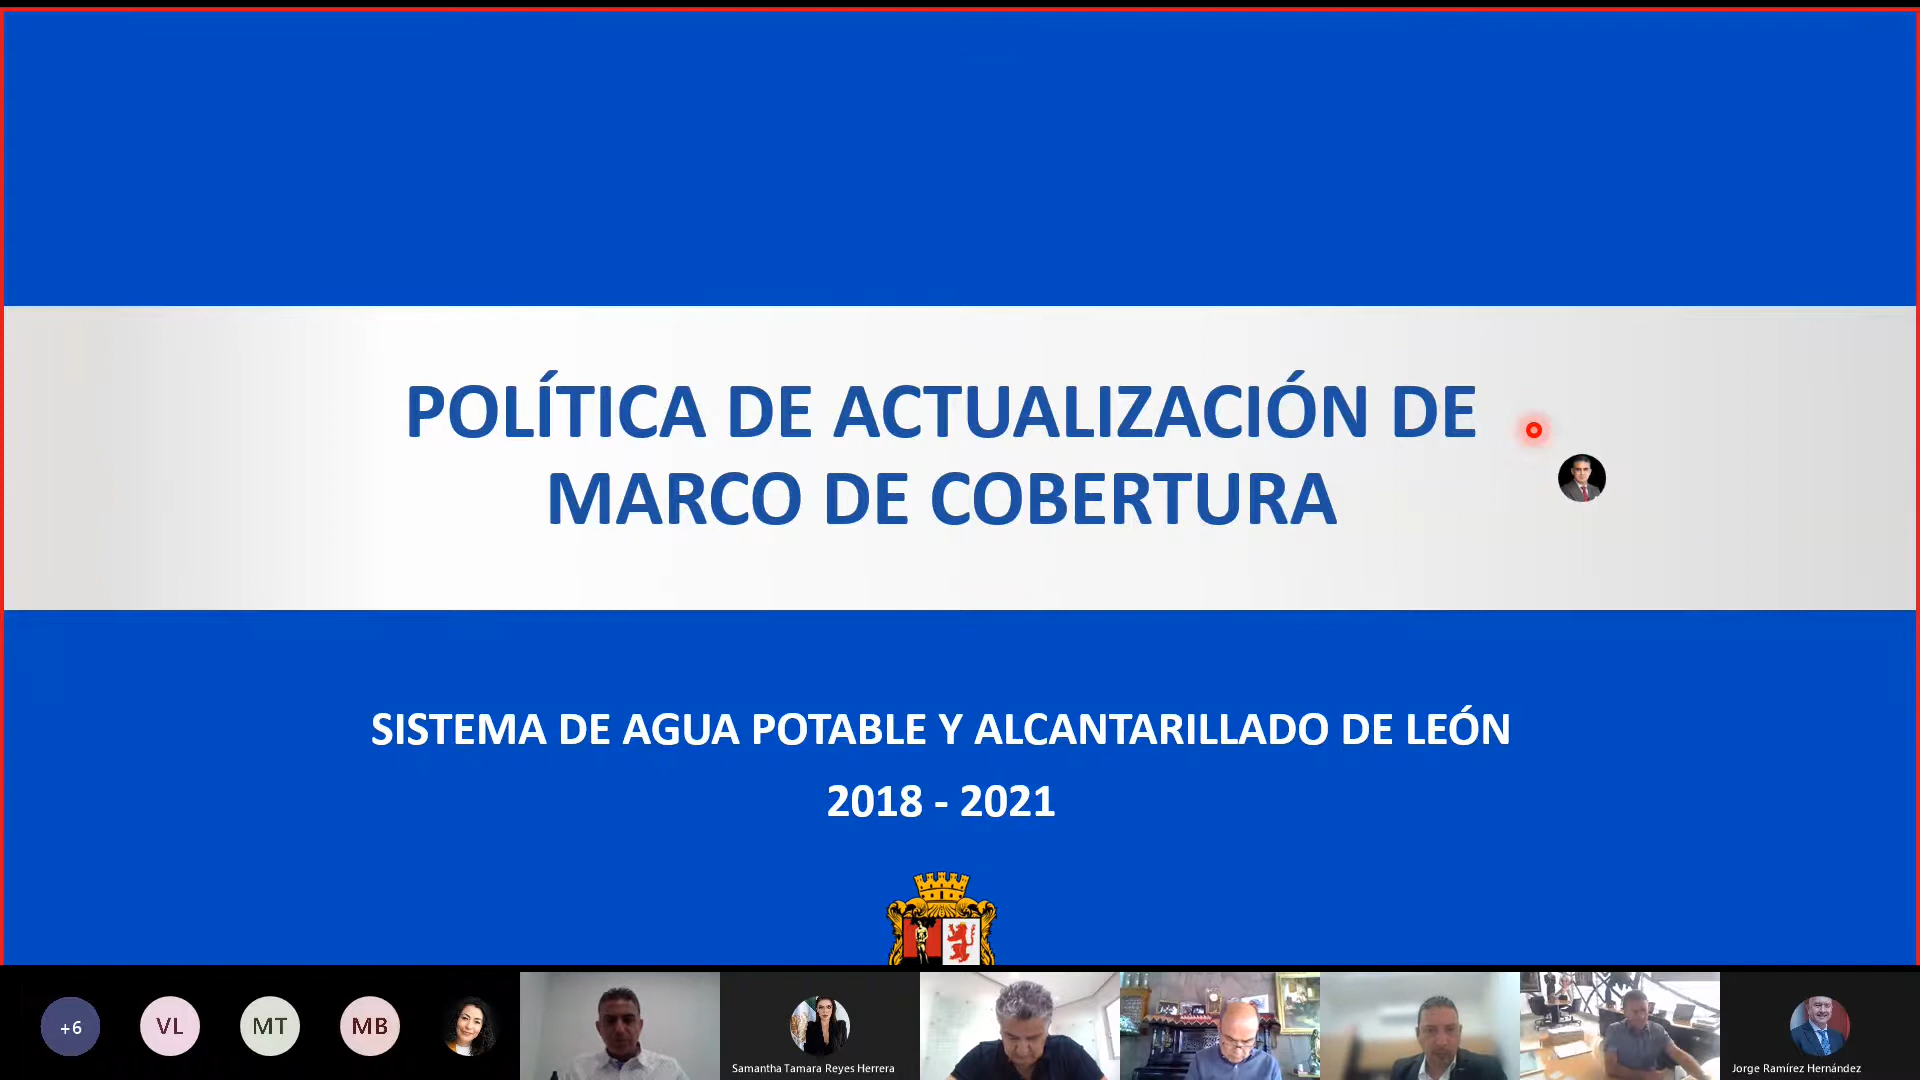 POLÍTICA DE ACTUALIZACIÓN DE
MARCO DE COBERTURA
SISTEMA DE AGUA POTABLE Y ALCANTARILLADO DE LEÓN
2018 - 2021
+6
VL
MT
MB
Samantha Tamara Reyes Herrera
Jorge Ramírez Hernández